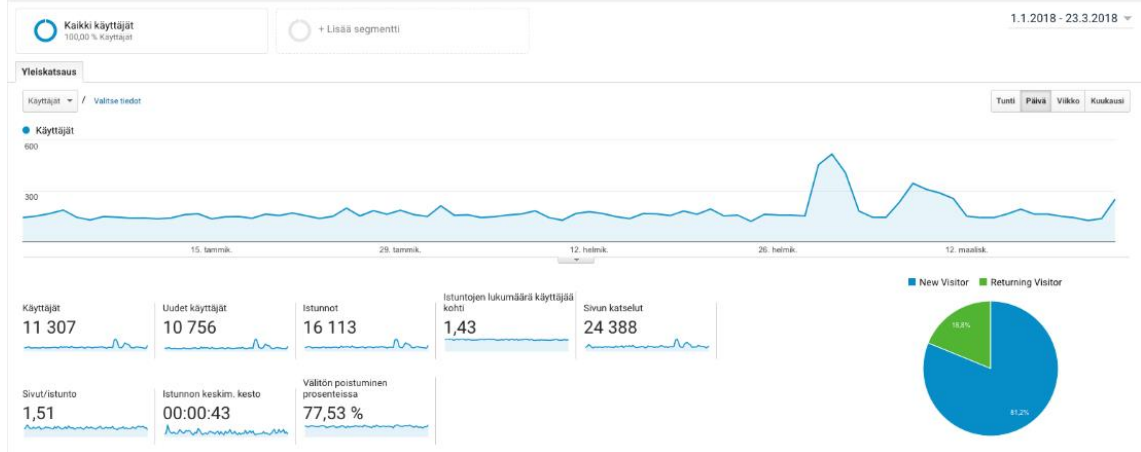 Kaikki käyttäjät
100,00 % Käyttäjät
+ Lisää segmentti
1.1.2018 - 23.3.2018
Yleiskatsaus
Käyttäjät / Valitse tiedot
Tunti Päivä Viikko Kuukausi
Käyttäjät
600
300
15. tammik. 29. tammik. 12. helmik. 26. helmik. 12. maalisk.
New Visitor Returning Visitor
Käyttäjät
11 307
Uudet käyttäjät
10 756
Istunnot
16 113
Istuntojen lukumäärä käyttäjää
kohti
1,43
Sivun katselut
24 388
Sivut/istunto
1,51
Istunnon keskim. kesto
00:00:43
Välitön poistuminen
prosenteissa
77,53 %
18,8%
81,2%